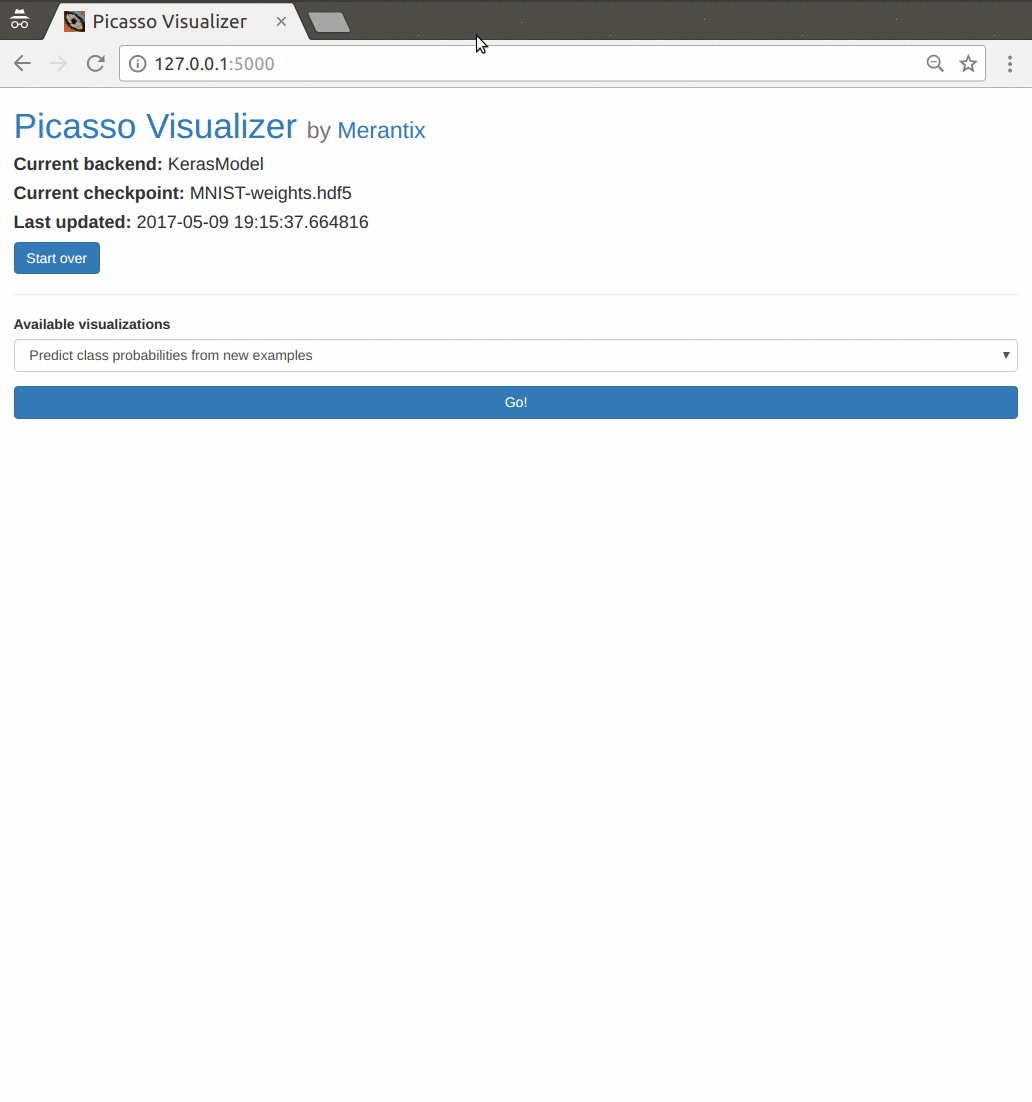 Picasso Visualizer
127.0.0.1:5000
Picasso Visualizer by Merantix
Current backend: KerasModel
Current checkpoint: MNIST-weights.hdf5
Last updated: 2017-05-09 19:15:37.664816
Start over
Available visualizations
Predict class probabilities from new examples
Go!